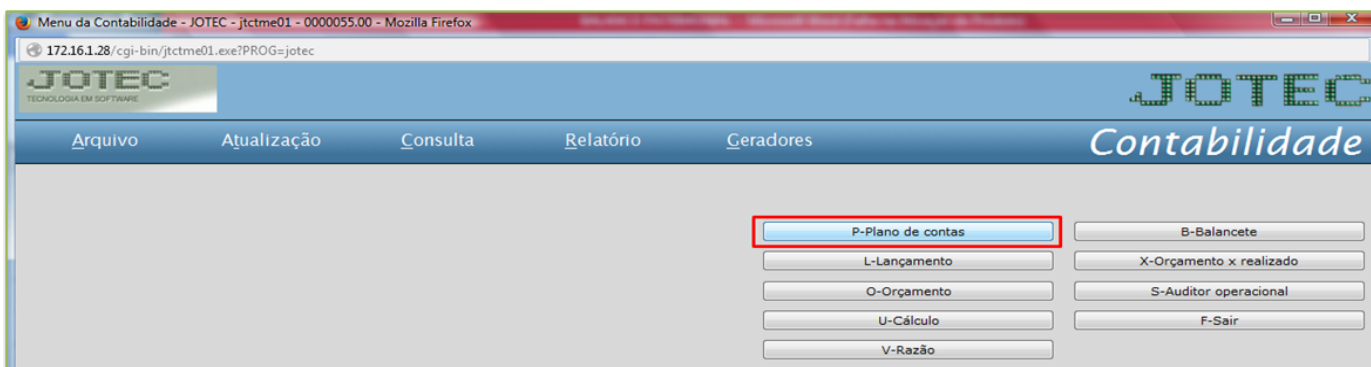 Menu da Contabilidade - JOTEC - jtctme01 - 0000055.00 - Mozilla Firefox
172.16.1.28/cgi-bin/jtctme01.exe?PROG=jotec
JOTEC
TECNOLOGIA EM SOFTWARE
JOTEC
Arquivo Atualização Consulta Relatório Geradores Contabilidade
P-Plano de contas B-Balancete
L-Lançamento X-Orçamento x realizado
O-Orçamento S-Auditor operacional
U-Cálculo F-Sair
V-Razão